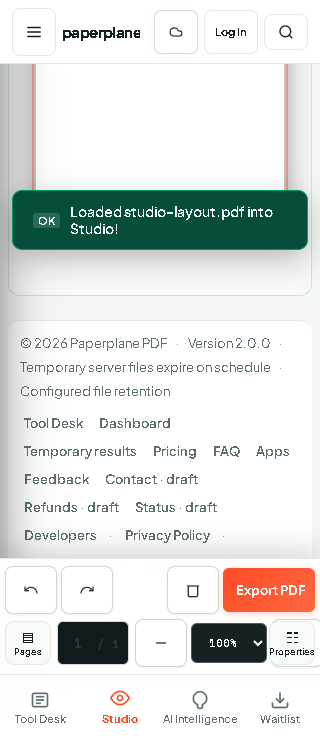 paperplane
Log in
OK Loaded studio-layout.pdf into Studio!
© 2026 Paperplane PDF · Version 2.0.0 ·
Temporary server files expire on schedule ·
Configured file retention
Tool Desk Dashboard
Temporary results Pricing FAQ Apps
Feedback Contact · draft
Refunds · draft Status · draft
Developers · Privacy Policy ·
Export PDF
Pages 1 / 1 100% Properties
Tool Desk Studio AI Intelligence Waitlist